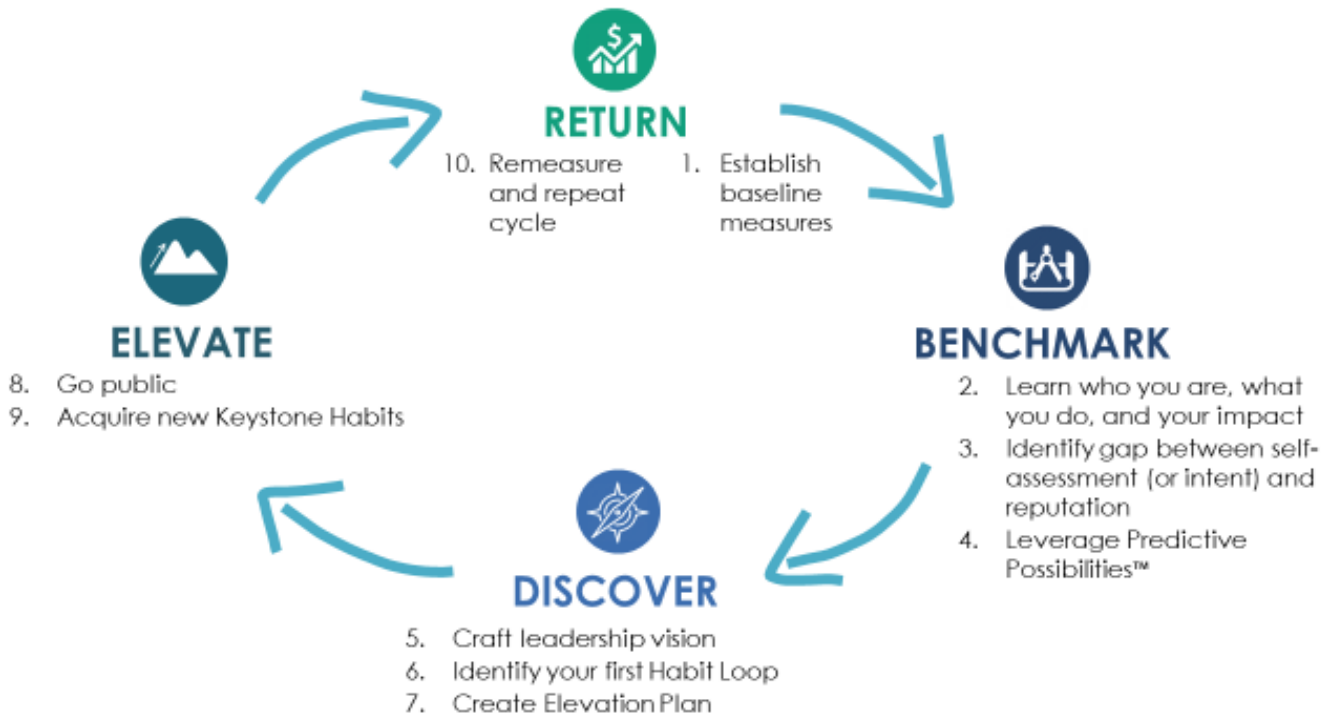 $
RETURN
10. Remeasure
and repeat
cycle
1. Establish
baseline
measures
BENCHMARK
2. Learn who you are, what
you do, and your impact
3. Identify gap between self-
assessment (or intent) and
reputation
4. Leverage Predictive
Possibilities™
DISCOVER
5. Craft leadership vision
6. Identify your first Habit Loop
7. Create Elevation Plan
ELEVATE
8. Go public
9. Acquire new Keystone Habits